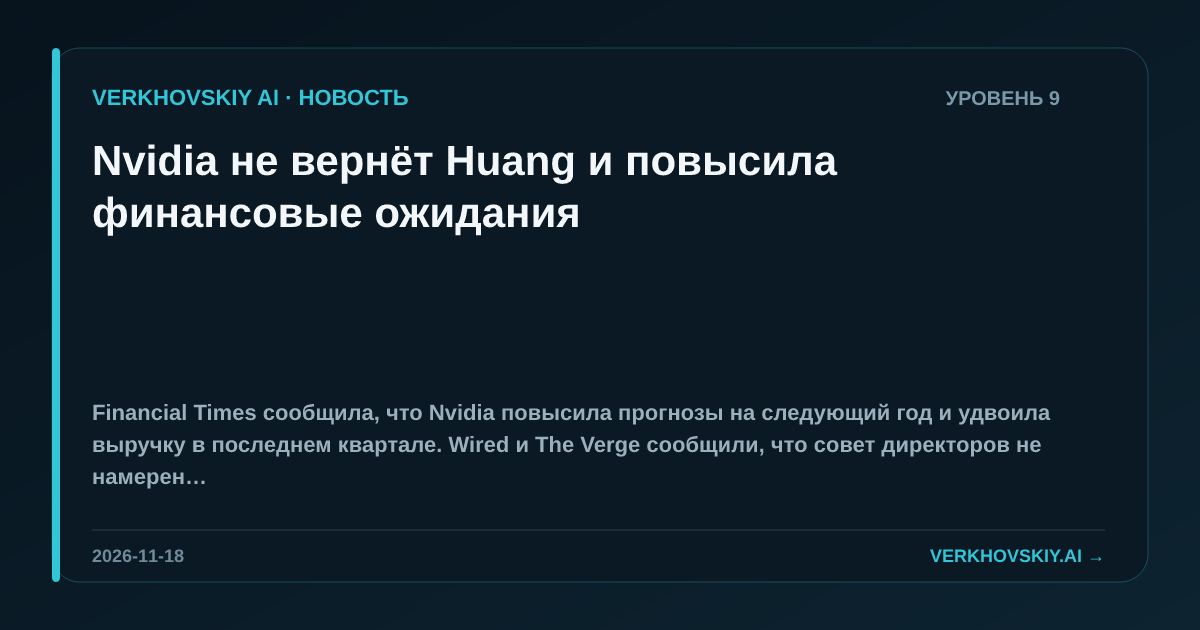 VERKHOVSKIY AI · НОВОСТЬ
УРОВЕНЬ 9
Nvidia не вернёт Huang и повысила
финансовые ожидания
Financial Times сообщила, что Nvidia повысила прогнозы на следующий год и удвоила
выручку в последнем квартале. Wired и The Verge сообщили, что совет директоров не
намерен…
2026-11-18
VERKHOVSKIY.AI →